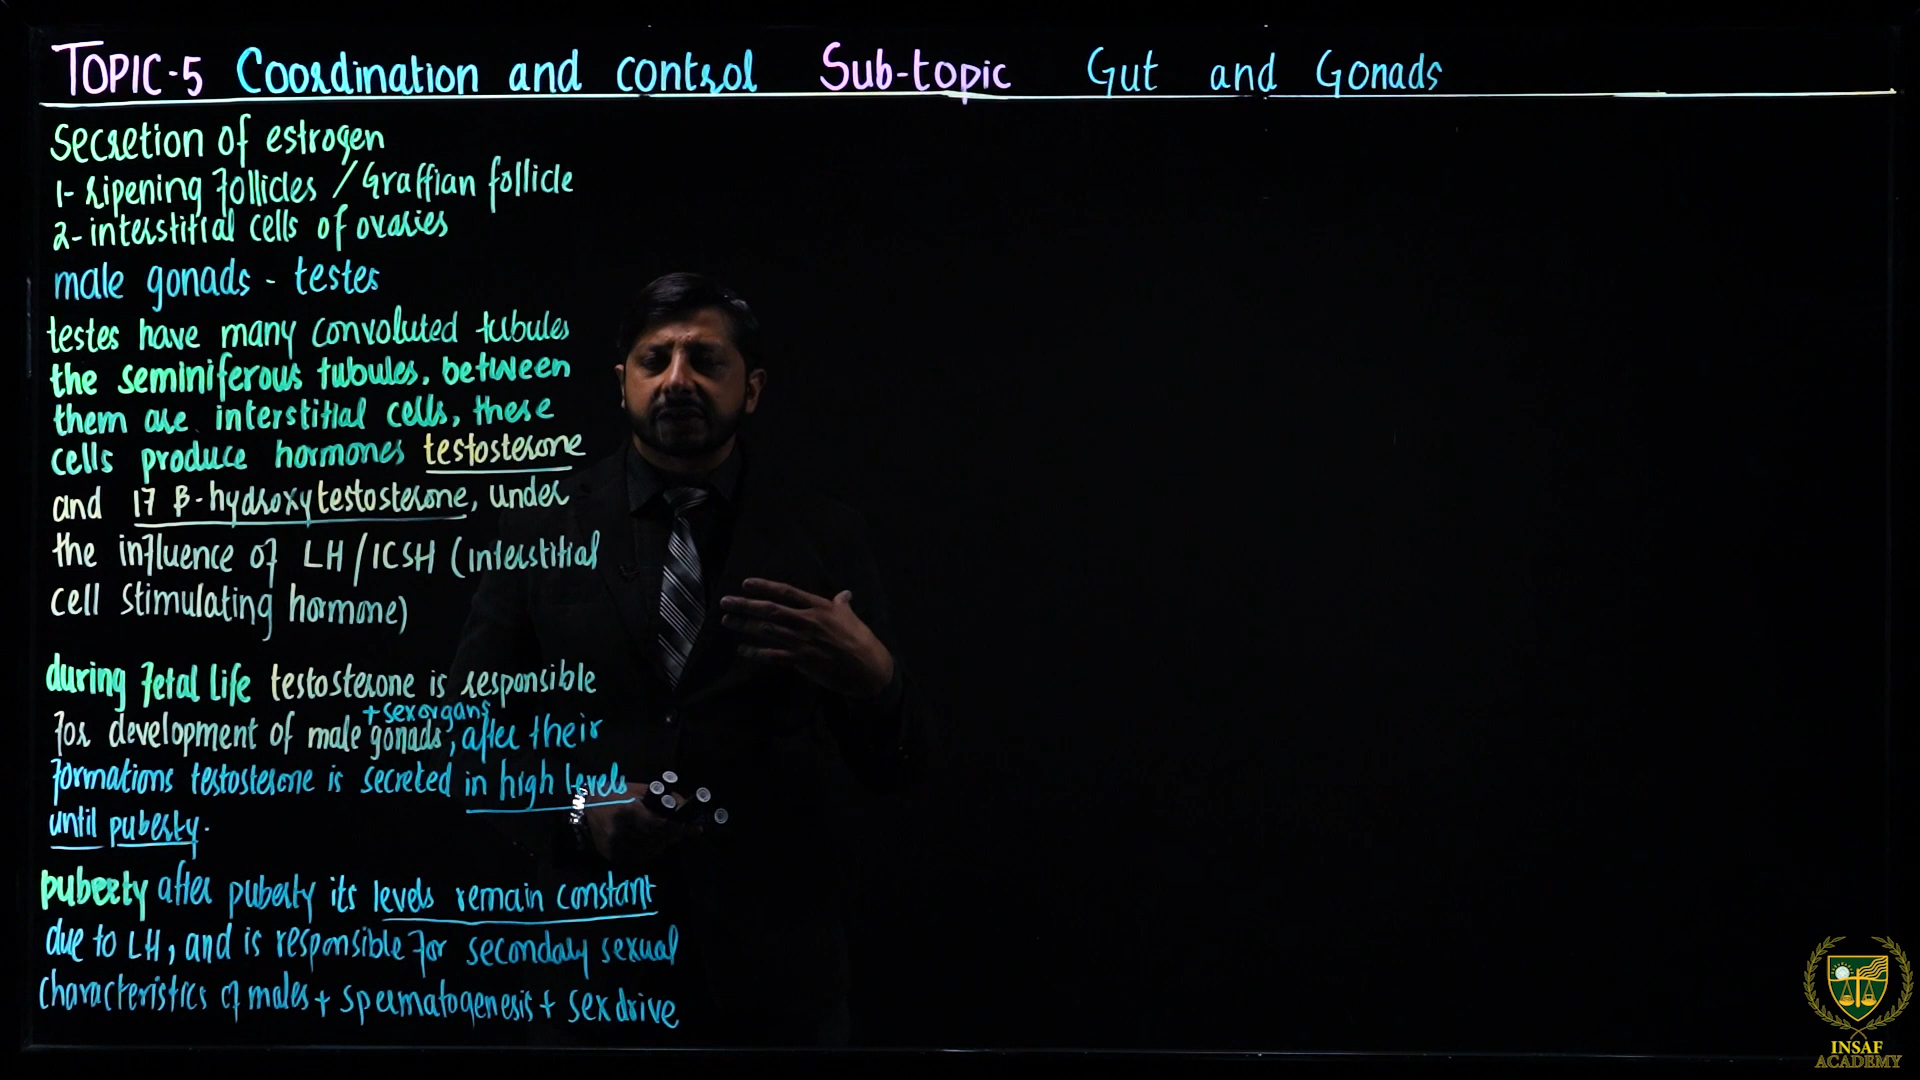 TOPIC-5 Coordination and control Sub-topic Gut and Gonads
Secretion of estrogen
1- ripening follicles / Graffian follicle
2- interstitial cells of ovaries
male gonads - testes
testes have many convoluted tubules
the seminiferous tubules, between
them are interstitial cells, these
cells produce hormones testosterone
and 17 β-hydroxytestosterone, under
the influence of LH/ICSH (interstitial
cell stimulating hormone)
during fetal life testosterone is responsible
+ sex organs
for development of male gonads, after their
formations testosterone is secreted in high levels
until puberty.
puberty after puberty its levels remain constant
due to LH, and is responsible for secondary sexual
characteristics of males + spermatogenesis + sex drive
INSAF
ACADEMY